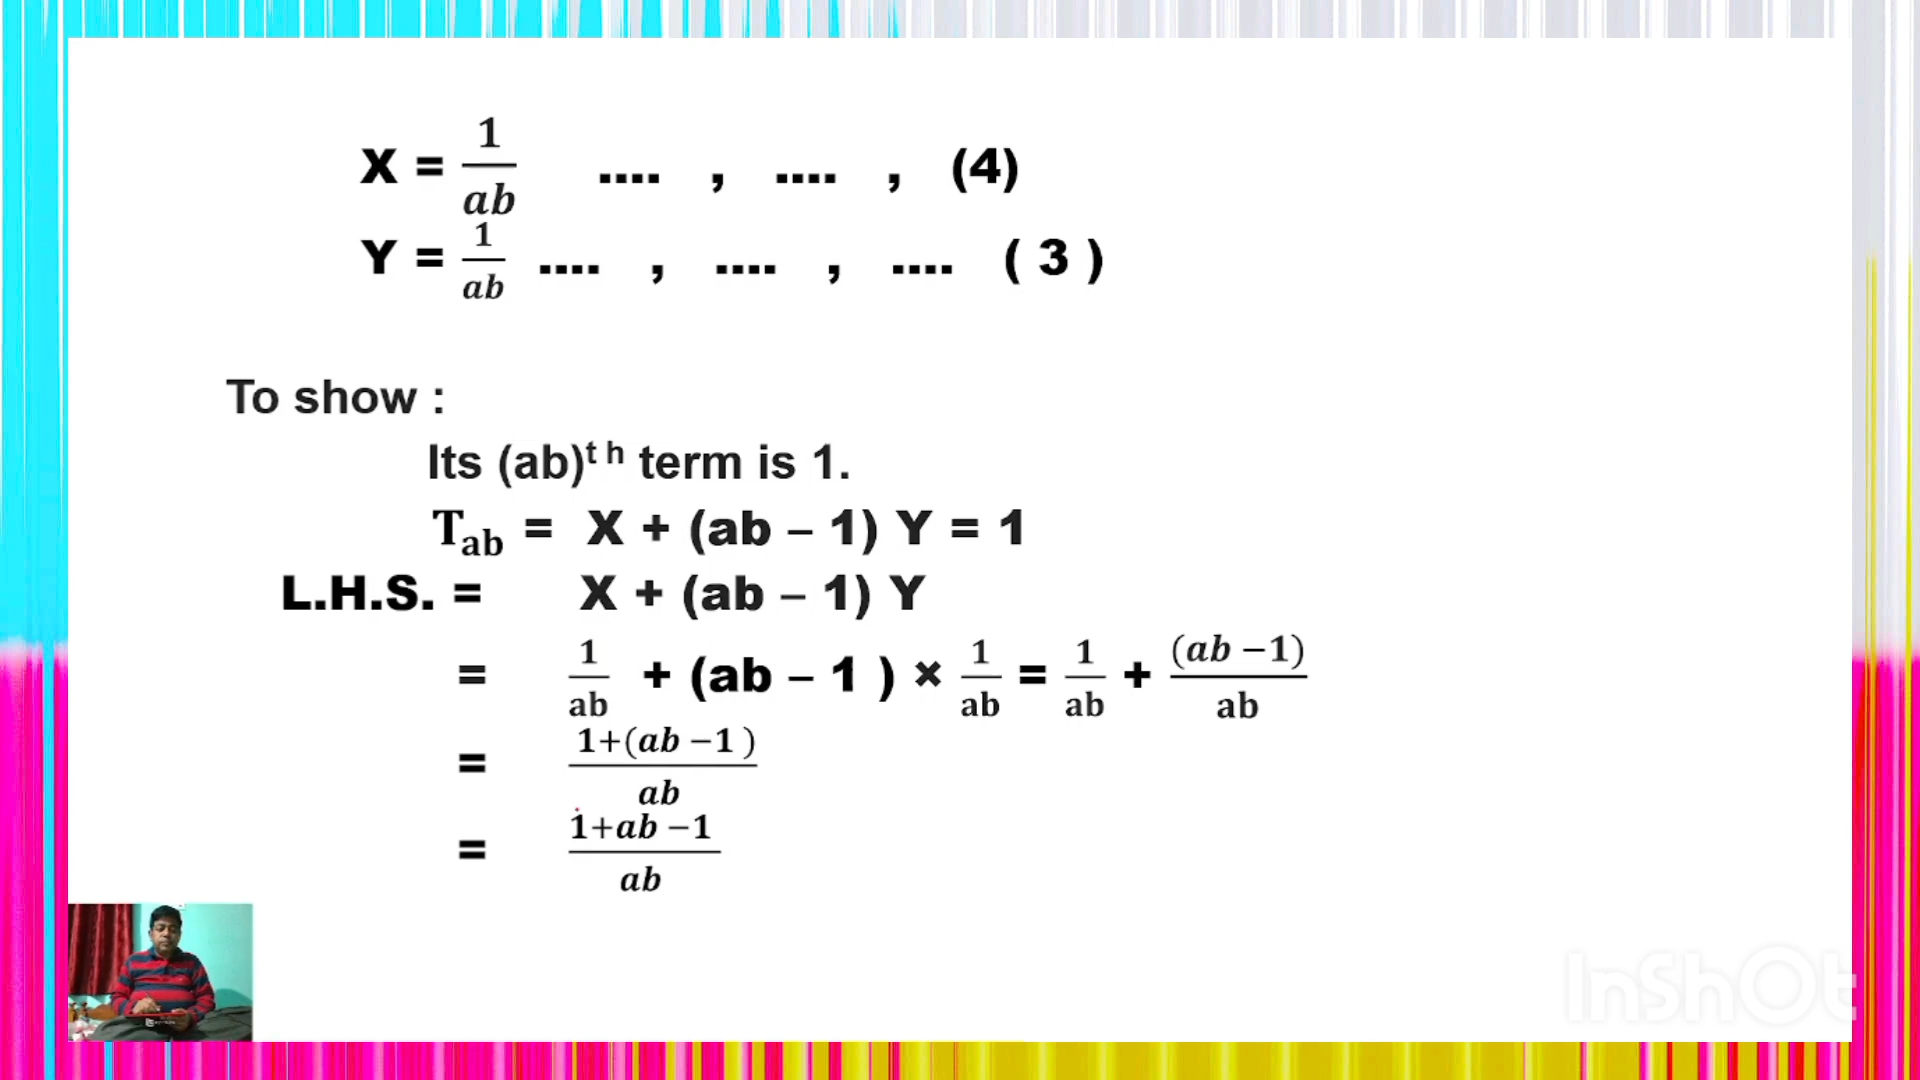 X = 1/ab .... , .... , (4)
Y = 1/ab .... , .... , .... ( 3 )
To show :
Its (ab)ᵗ ʰ term is 1.
T_ab = X + (ab – 1) Y = 1
L.H.S. = X + (ab – 1) Y
= 1/ab + (ab – 1 ) × 1/ab = 1/ab + (ab −1)/ab
= 1+(ab −1 )/ab
= 1+ab −1/ab
InShOt